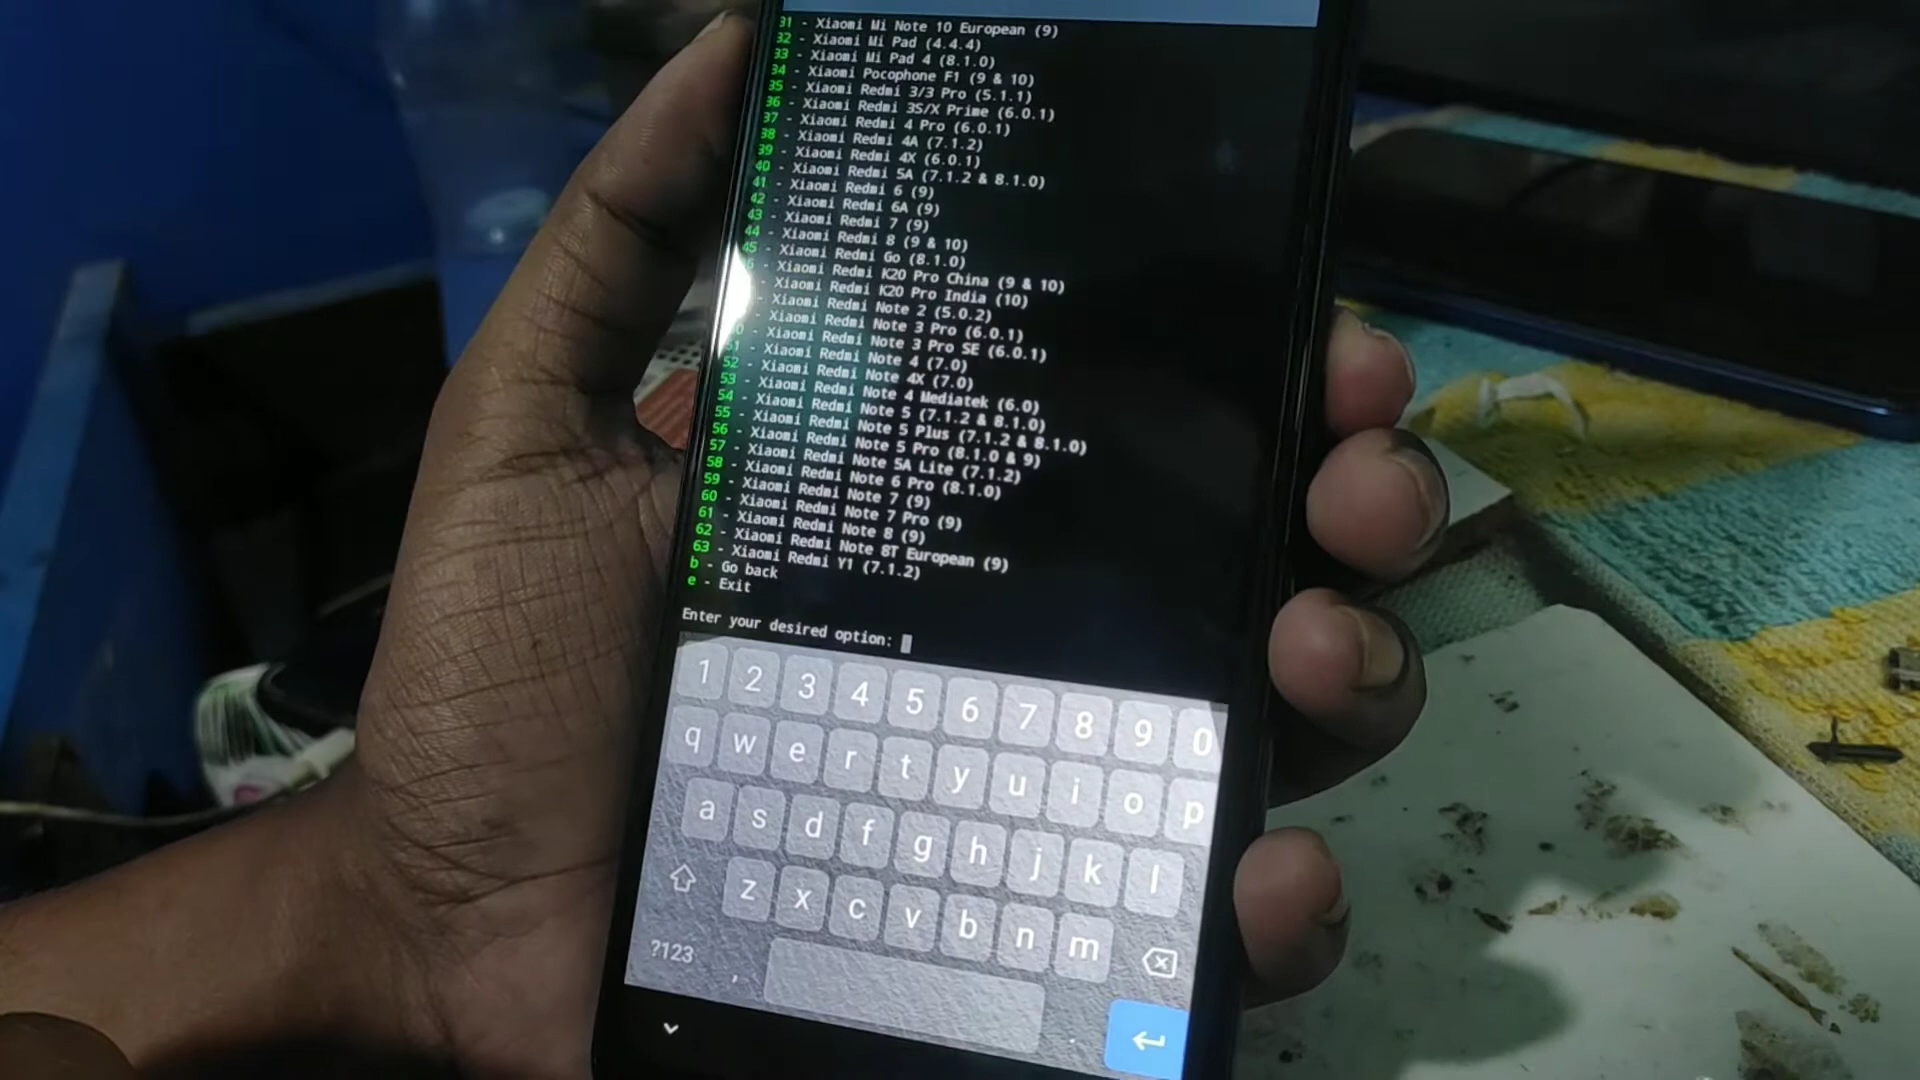 31 - Xiaomi Mi Note 10 European (9)
32 - Xiaomi Mi Pad (4.4.4)
33 - Xiaomi Mi Pad 4 (8.1.0)
34 - Xiaomi Pocophone F1 (9 & 10)
35 - Xiaomi Redmi 3/3 Pro (5.1.1)
36 - Xiaomi Redmi 3S/X Prime (6.0.1)
37 - Xiaomi Redmi 4 Pro (6.0.1)
38 - Xiaomi Redmi 4A (7.1.2)
39 - Xiaomi Redmi 4X (6.0.1)
40 - Xiaomi Redmi 5A (7.1.2 & 8.1.0)
41 - Xiaomi Redmi 6 (9)
42 - Xiaomi Redmi 6A (9)
43 - Xiaomi Redmi 7 (9)
44 - Xiaomi Redmi 8 (9 & 10)
45 - Xiaomi Redmi Go (8.1.0)
- Xiaomi Redmi K20 Pro China (9 & 10)
- Xiaomi Redmi K20 Pro India (10)
- Xiaomi Redmi Note 2 (5.0.2)
- Xiaomi Redmi Note 3 Pro (6.0.1)
- Xiaomi Redmi Note 3 Pro SE (6.0.1)
51 - Xiaomi Redmi Note 4 (7.0)
52 - Xiaomi Redmi Note 4X (7.0)
53 - Xiaomi Redmi Note 4 Mediatek (6.0)
54 - Xiaomi Redmi Note 5 (7.1.2 & 8.1.0)
55 - Xiaomi Redmi Note 5 Plus (7.1.2 & 8.1.0)
56 - Xiaomi Redmi Note 5 Pro (8.1.0 & 9)
57 - Xiaomi Redmi Note 5A Lite (7.1.2)
58 - Xiaomi Redmi Note 6 Pro (8.1.0)
59 - Xiaomi Redmi Note 7 (9)
60 - Xiaomi Redmi Note 7 Pro (9)
61 - Xiaomi Redmi Note 8 (9)
62 - Xiaomi Redmi Note 8T European (9)
63 - Xiaomi Redmi Y1 (7.1.2)
b - Go back
e - Exit
Enter your desired option:
1 2 3 4 5 6 7 8 9 0
q w e r t y u i o p
a s d f g h j k l
z x c v b n m
?123 , .